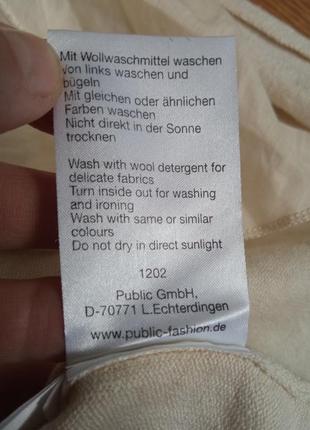 Mit Wollwaschmittel waschen
Von links waschen und
bügeln
Mit gleichen oder ähnlichen
Farben waschen
Nicht direkt in der Sonne
trocknen
Wash with wool detergent for
delicate fabrics
Turn inside out for washing
and ironing
Wash with same or similar
colours
Do not dry in direct sunlight
1202
Public GmbH,
D-70771 L.Echterdingen
www.public-fashion.de